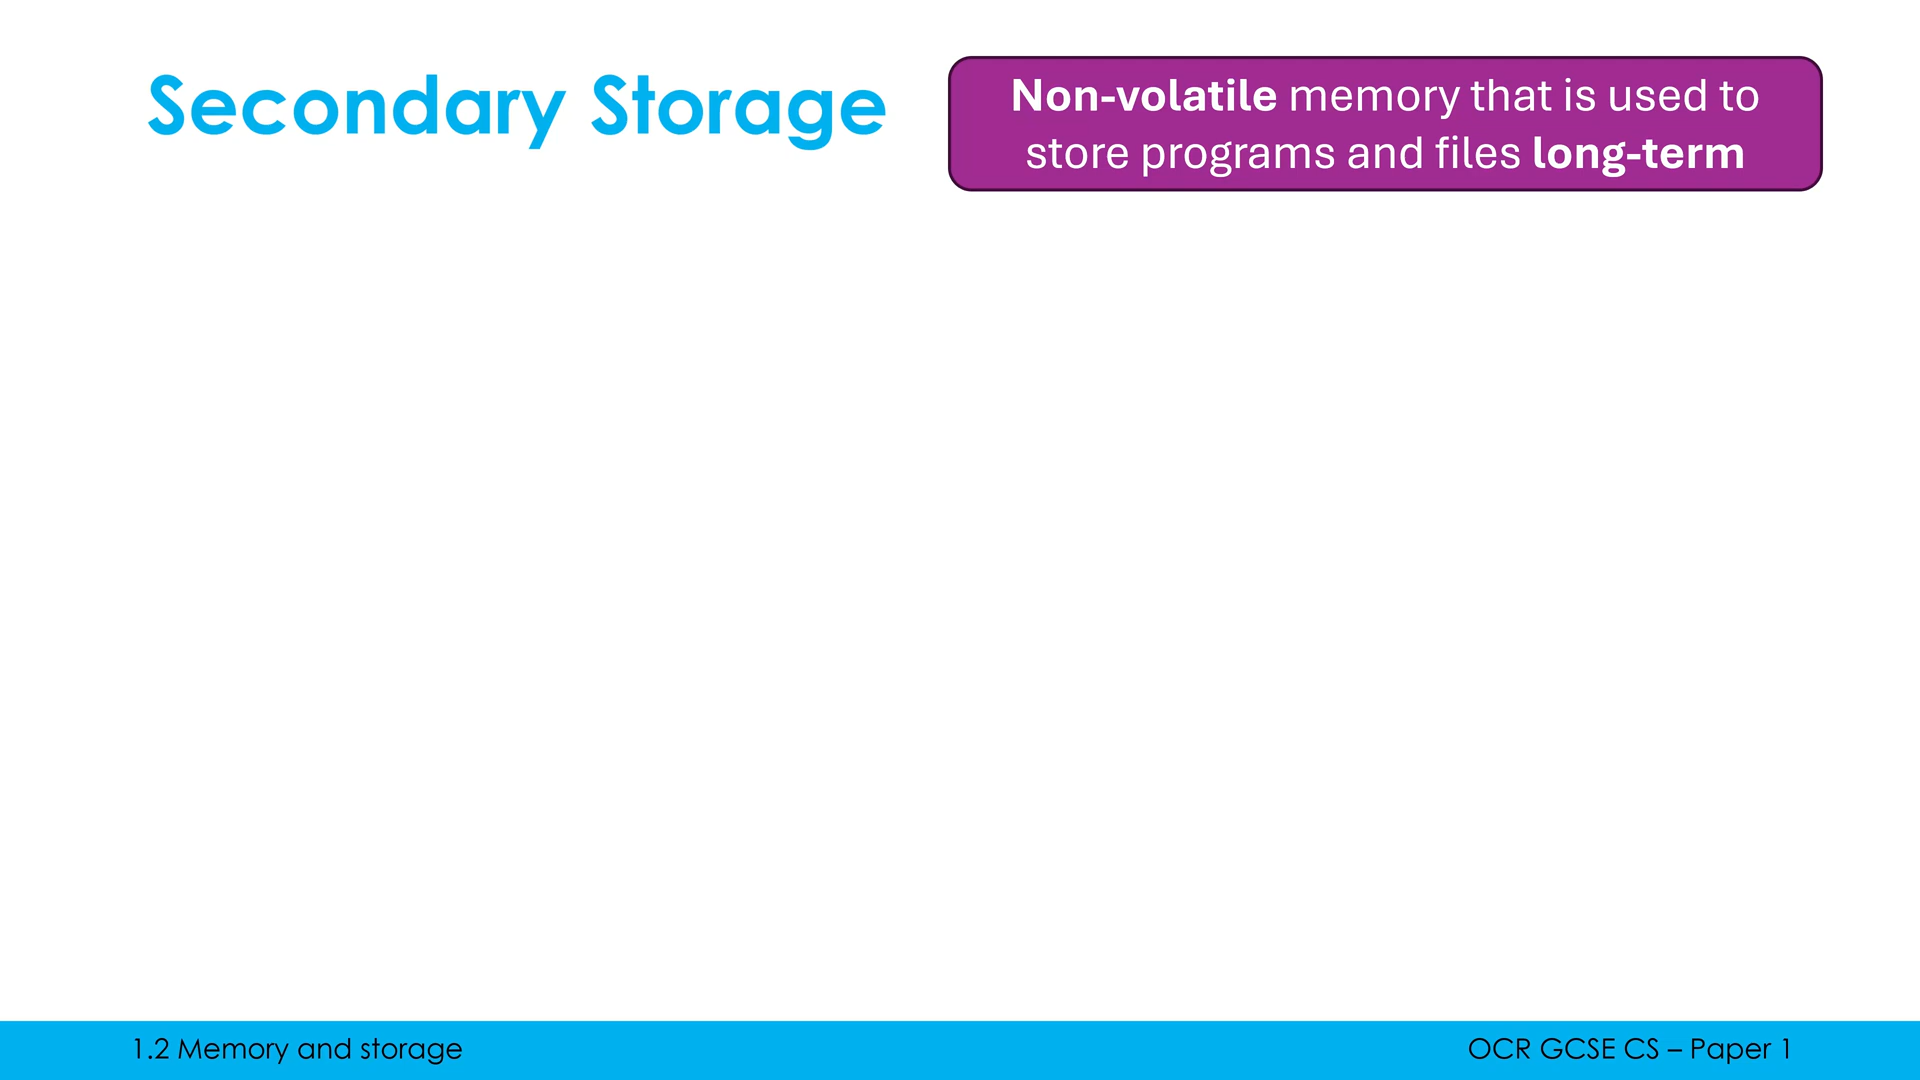 Secondary Storage
Non-volatile memory that is used to
store programs and files long-term
1.2 Memory and storage
OCR GCSE CS – Paper 1